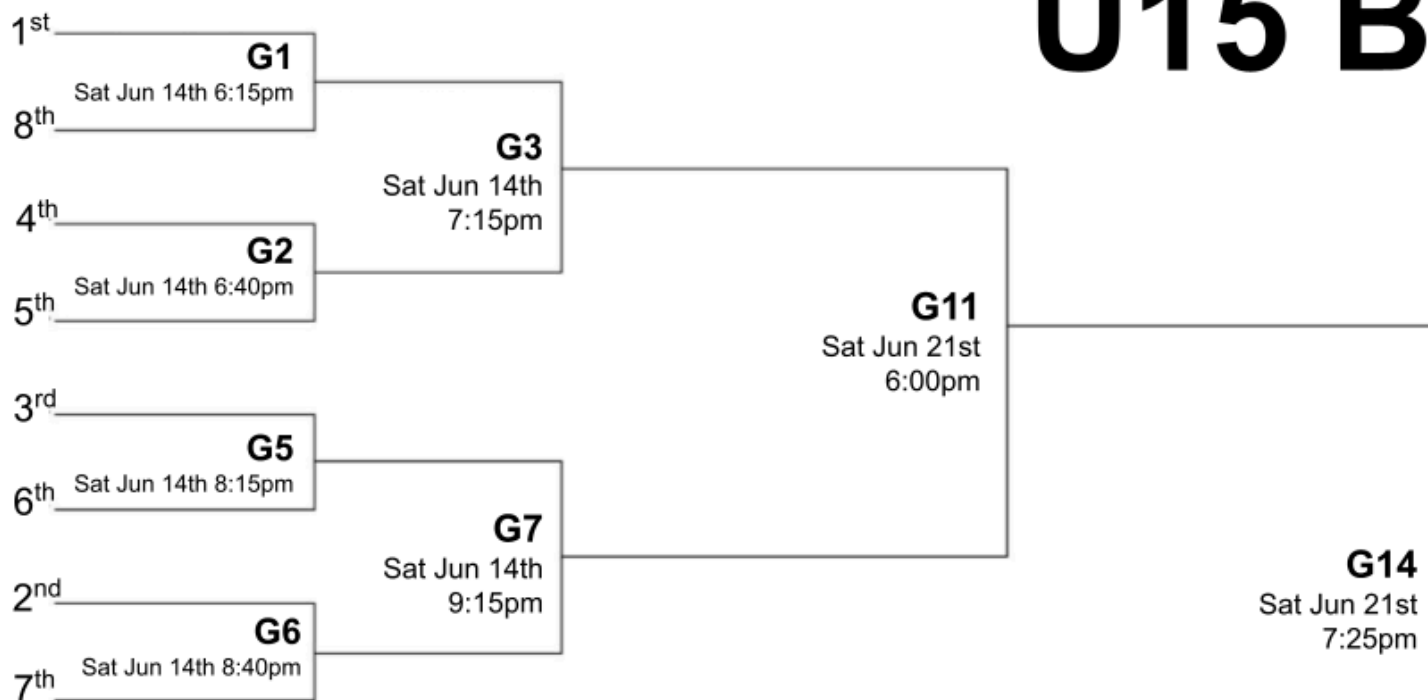 U15 B
1st
G1
Sat Jun 14th 6:15pm
8th
G3
Sat Jun 14th
7:15pm
4th
G2
Sat Jun 14th 6:40pm
5th
G11
Sat Jun 21st
6:00pm
3rd
G5
Sat Jun 14th 8:15pm
6th
G7
Sat Jun 14th
9:15pm
G14
Sat Jun 21st
7:25pm
2nd
G6
Sat Jun 14th 8:40pm
7th